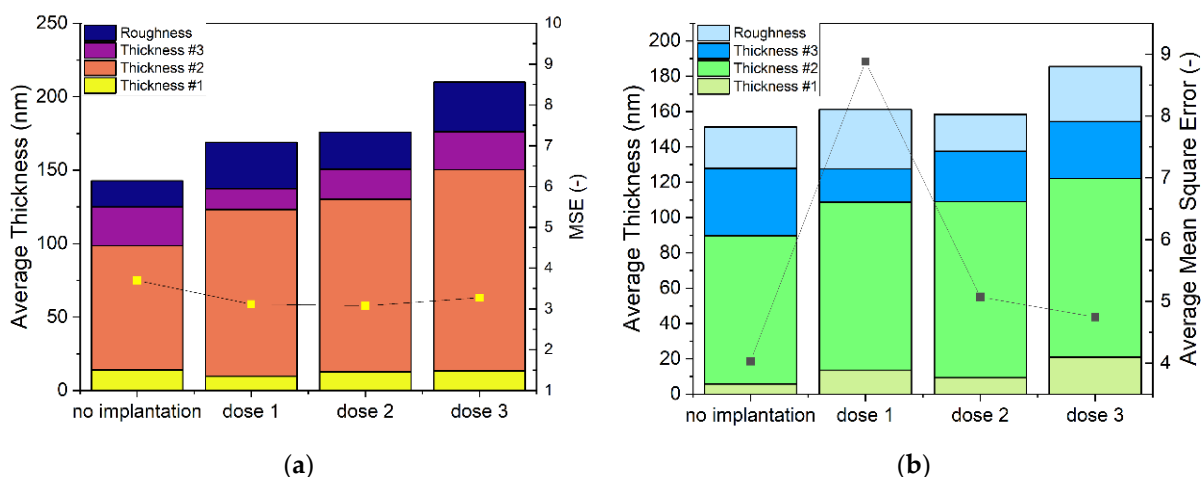 250
200
150
100
50
0
Average Thickness (nm)
Roughness
Thickness #3
Thickness #2
Thickness #1
10
9
8
7
6
5
4
3
2
1
MSE (-)
no implantation dose 1 dose 2 dose 3
(a)
200
180
160
140
120
100
80
60
40
20
0
Average Thickness (nm)
Roughness
Thickness #3
Thickness #2
Thickness #1
9
8
7
6
5
4
Average Mean Square Error (-)
no implantation dose 1 dose 2 dose 3
(b)